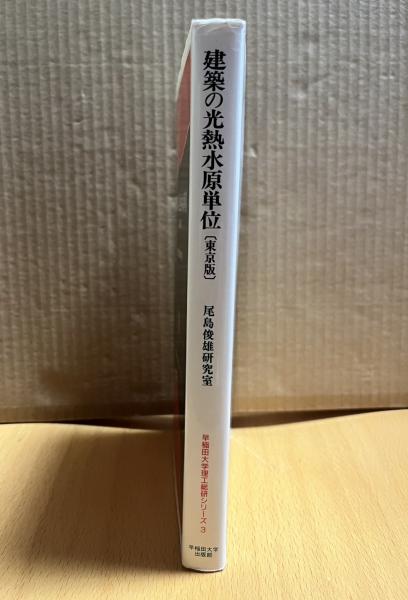 建築の光熱水原単位〔東京版〕
尾島俊雄研究室
早稲田大学理工総研シリーズ 3
早稲田大学
出版部